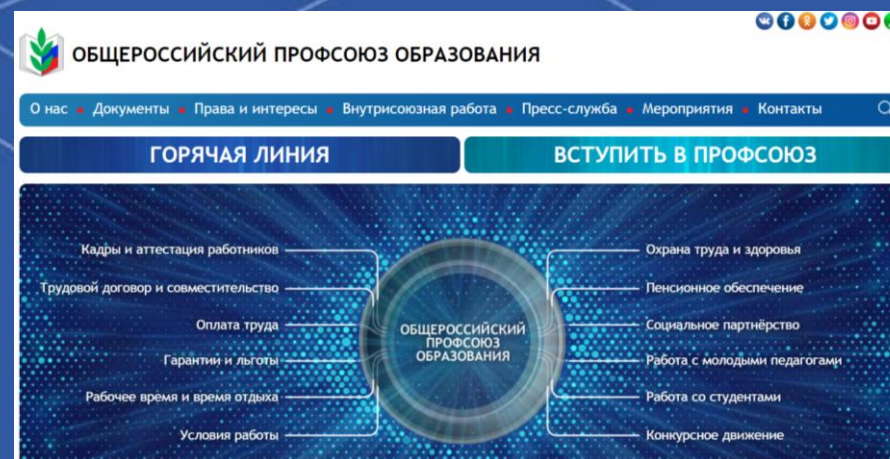 ОБЩЕРОССИЙСКИЙ ПРОФСОЮЗ ОБРАЗОВАНИЯ
О нас Документы Права и интересы Внутрисоюзная работа Пресс-служба Мероприятия Контакты
ГОРЯЧАЯ ЛИНИЯ
ВСТУПИТЬ В ПРОФСОЮЗ
Кадры и аттестация работников
Трудовой договор и совместительство
Оплата труда
Гарантии и льготы
Рабочее время и время отдыха
Условия работы
ОБЩЕРОССИЙСКИЙ
ПРОФСОЮЗ
ОБРАЗОВАНИЯ
Охрана труда и здоровья
Пенсионное обеспечение
Социальное партнёрство
Работа с молодыми педагогами
Работа со студентами
Конкурсное движение